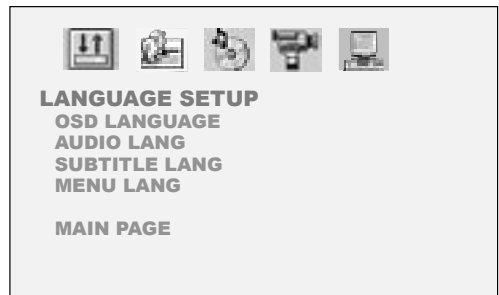 LANGUAGE SETUP
OSD LANGUAGE
AUDIO LANG
SUBTITLE LANG
MENU LANG
MAIN PAGE